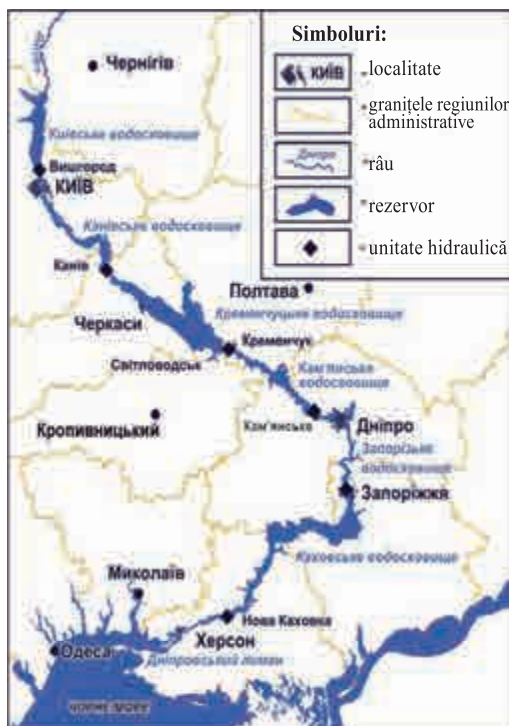 Simboluri:
КИЇВ
localitate
granițele regiunilor
administrative
Дніпро
râu
rezervor
unitate hidraulică
Чернігів
Київське водосховище
Вишгород
КИЇВ
Канівське водосховище
Канів
Полтава
Черкаси
Кременчуцьке водосховище
Кременчук
Світловодськ
Кам'янське
водосховище
Кропивницький
Кам'янське
Дніпро
Запорізьке
водосховище
Запоріжжя
Каховське водосховище
Миколаїв
Нова Каховка
Херсон
Одеса
Дніпровський лиман
ЧОРНЕ МОРЕ